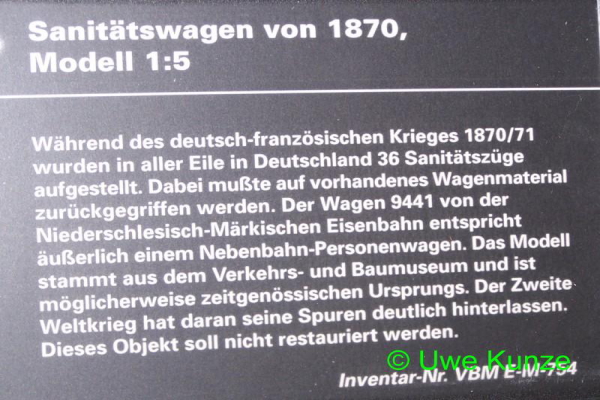 Sanitätswagen von 1870,
Modell 1:5
Während des deutsch-französischen Krieges 1870/71
wurden in aller Eile in Deutschland 36 Sanitätszüge
aufgestellt. Dabei mußte auf vorhandenes Wagenmaterial
zurückgegriffen werden. Der Wagen 9441 von der
Niederschlesisch-Märkischen Eisenbahn entspricht
äußerlich einem Nebenbahn-Personenwagen. Das Modell
stammt aus dem Verkehrs- und Baumuseum und ist
möglicherweise zeitgenössischen Ursprungs. Der Zweite
Weltkrieg hat daran seine Spuren deutlich hinterlassen.
Dieses Objekt soll nicht restauriert werden.
© Uwe Kunze
Inventar-Nr. VBM E-M-754